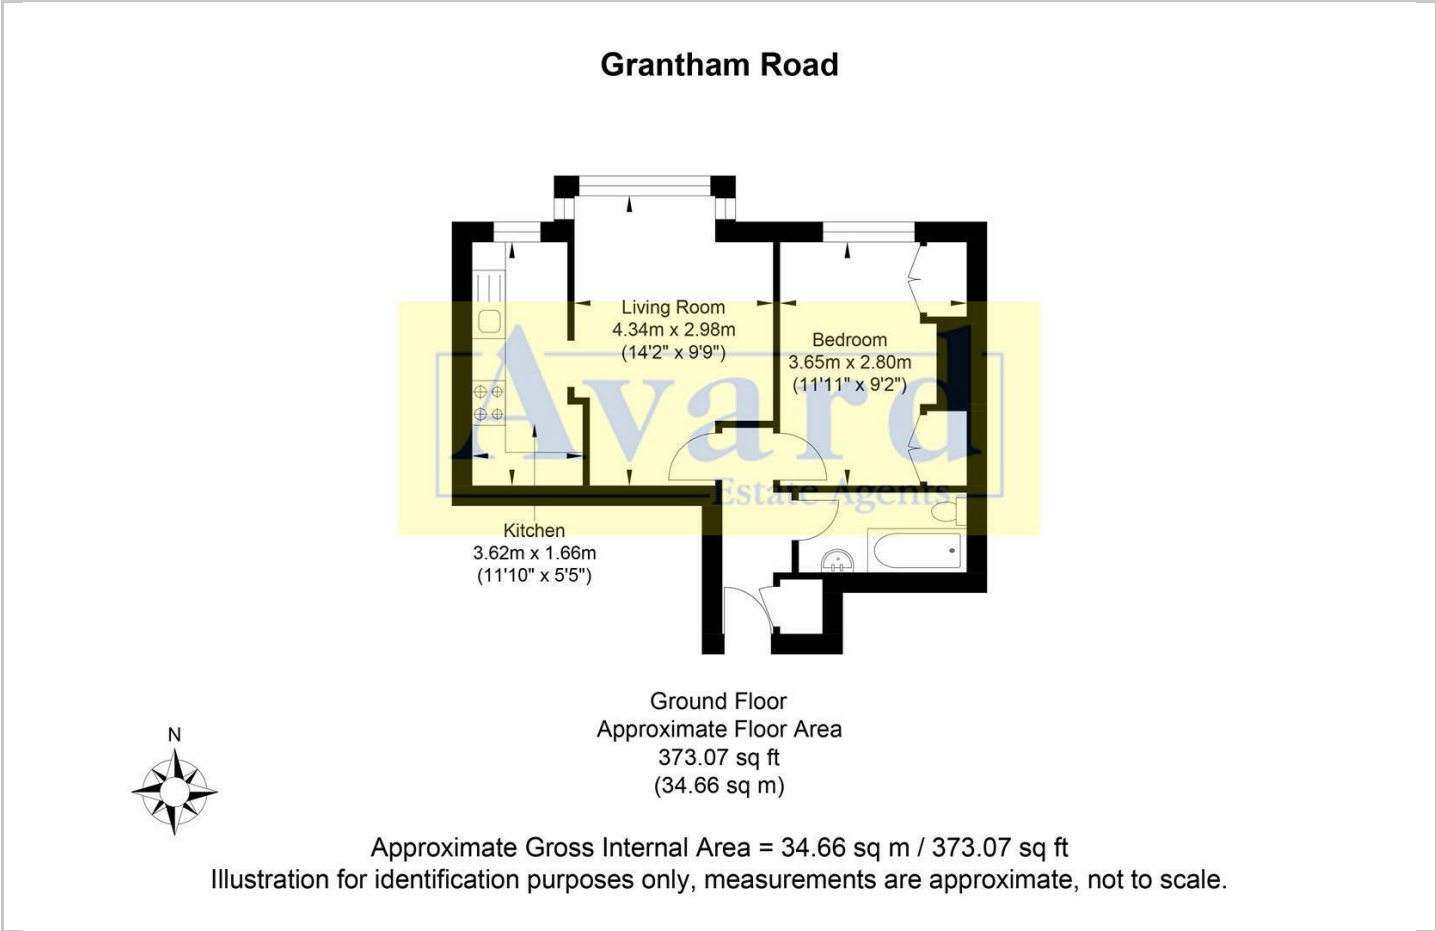 Grantham Road
Living Room
4.34m x 2.98m
(14'2" x 9'9")
Bedroom
3.65m x 2.80m
(11'11" x 9'2")
Avard
Estate Agents
Kitchen
3.62m x 1.66m
(11'10" x 5'5")
Ground Floor
Approximate Floor Area
373.07 sq ft
(34.66 sq m)
N
Approximate Gross Internal Area = 34.66 sq m / 373.07 sq ft
Illustration for identification purposes only, measurements are approximate, not to scale.